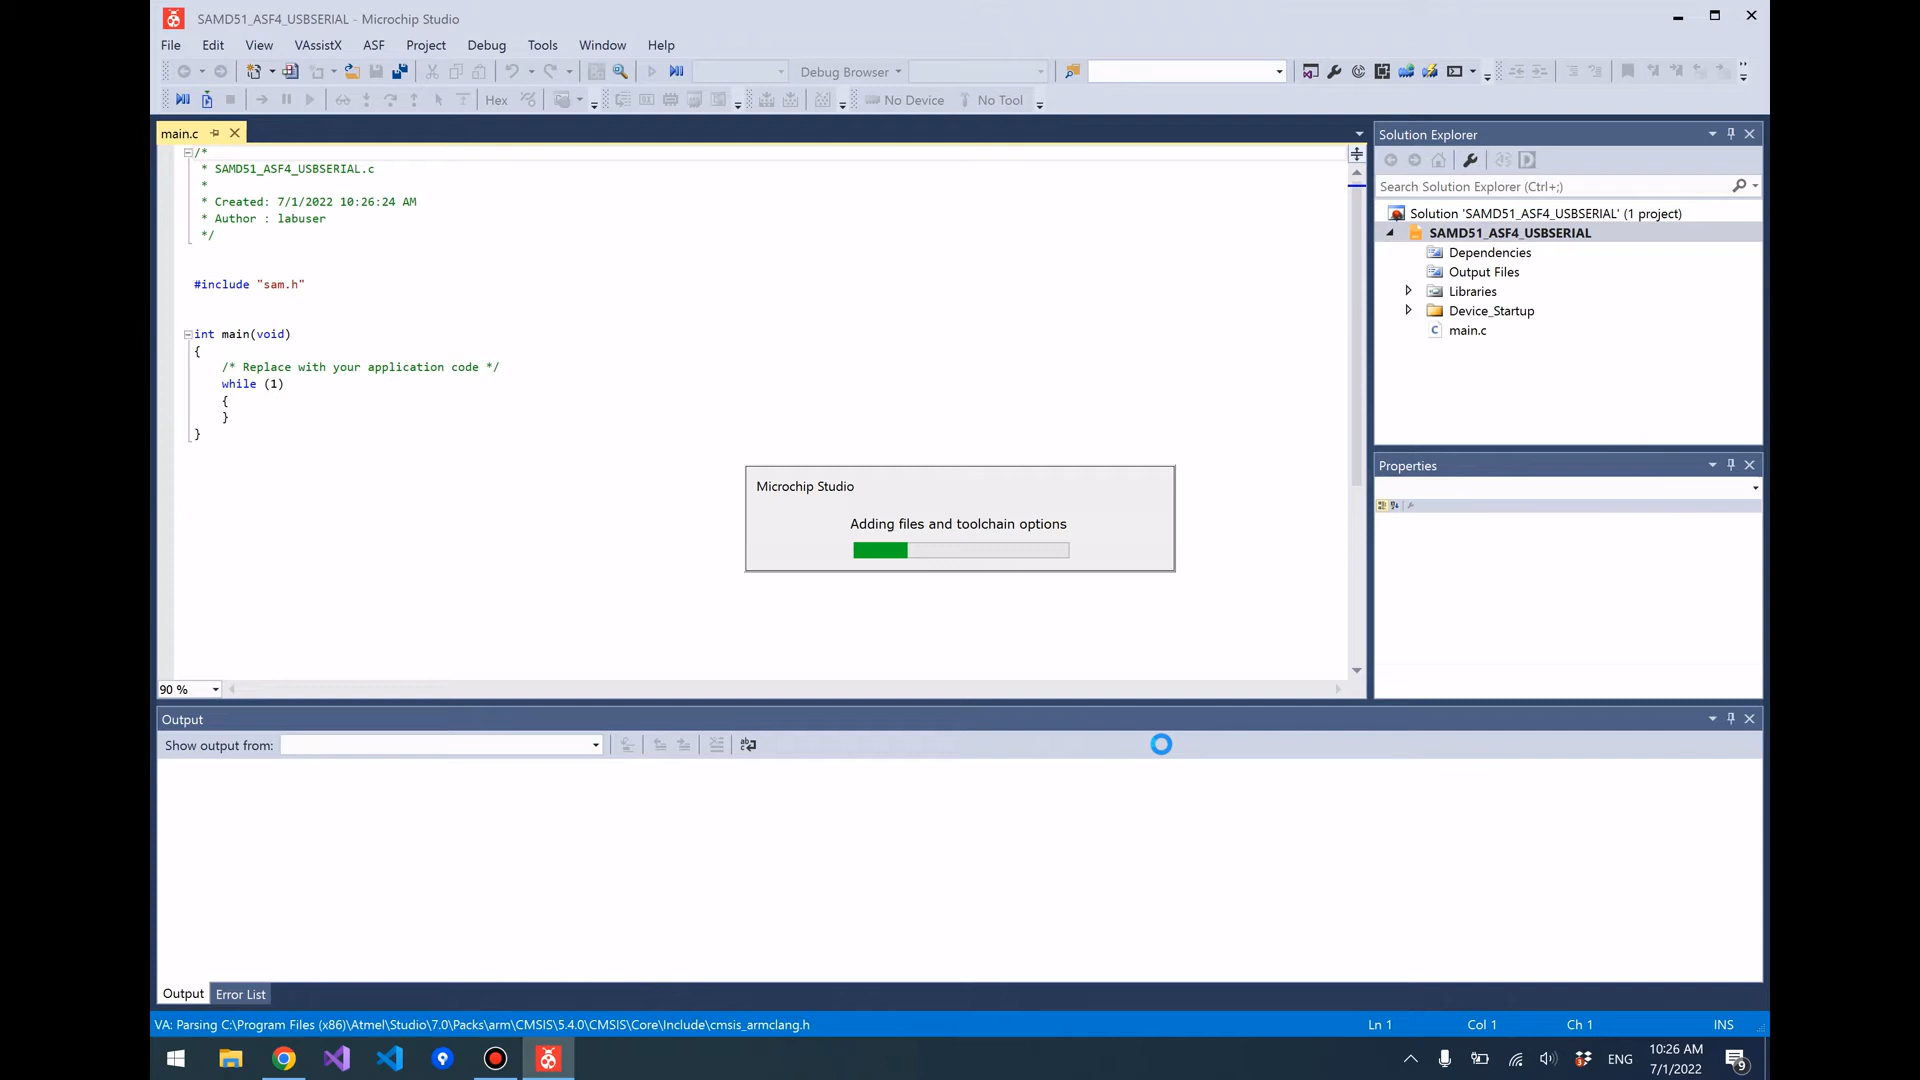 SAMD51_ASF4_USBSERIAL - Microchip Studio
File Edit View VAssistX ASF Project Debug Tools Window Help
Debug Browser
Hex
No Device
No Tool
main.c
/*
* SAMD51_ASF4_USBSERIAL.c
*
* Created: 7/1/2022 10:26:24 AM
* Author : labuser
*/
#include "sam.h"
int main(void)
{
/* Replace with your application code */
while (1)
{
}
}
90 %
Microchip Studio
Adding files and toolchain options
Solution Explorer
Search Solution Explorer (Ctrl+;)
Solution 'SAMD51_ASF4_USBSERIAL' (1 project)
SAMD51_ASF4_USBSERIAL
Dependencies
Output Files
Libraries
Device_Startup
main.c
Properties
Output
Show output from:
Output Error List
VA: Parsing C:\Program Files (x86)\Atmel\Studio\7.0\Packs\arm\CMSIS\5.4.0\CMSIS\Core\Include\cmsis_armclang.h
Ln 1 Col 1 Ch 1 INS
ENG
10:26 AM
7/1/2022
9